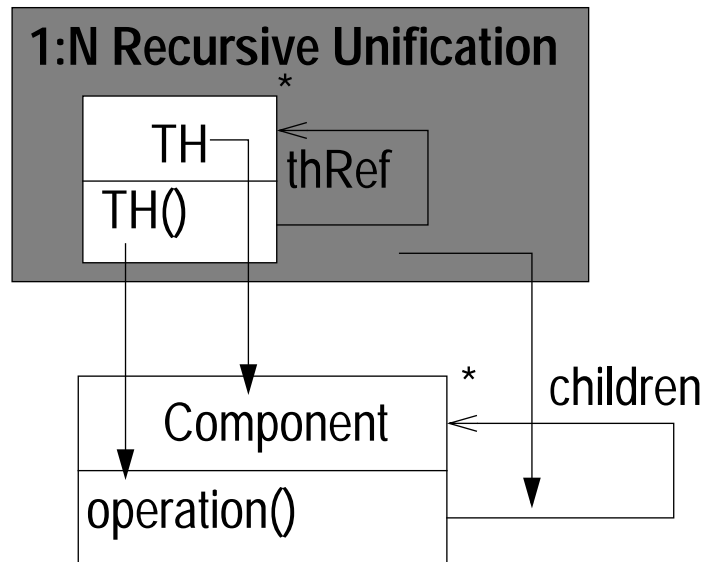 1:N Recursive Unification
*
TH
thRef
TH()
*
children
Component
operation()